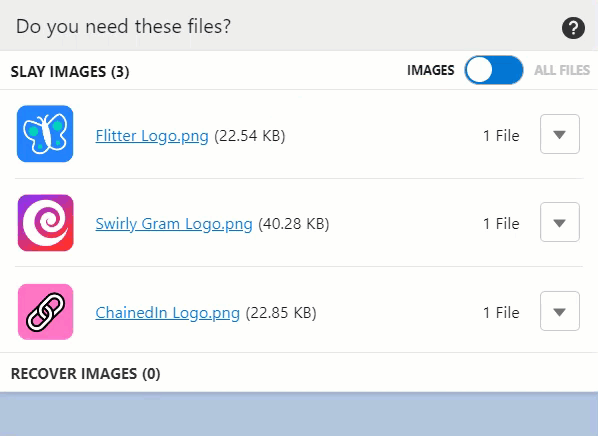 Do you need these files?
?
SLAY IMAGES (3)
IMAGES ALL FILES
Flitter Logo.png (22.54 KB) 1 File
Swirly Gram Logo.png (40.28 KB) 1 File
ChainedIn Logo.png (22.85 KB) 1 File
RECOVER IMAGES (0)